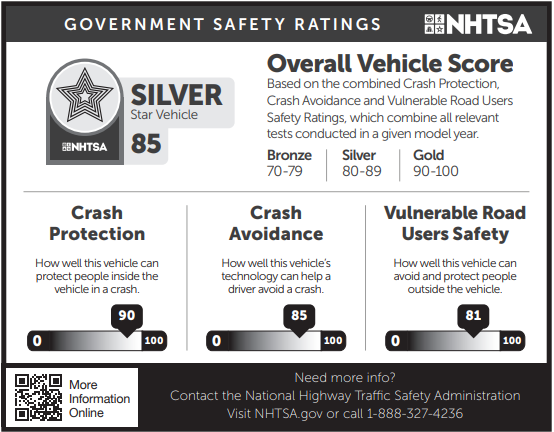 GOVERNMENT SAFETY RATINGS
NHTSA
SILVER
Star Vehicle
85
NHTSA
Overall Vehicle Score
Based on the combined Crash Protection,
Crash Avoidance and Vulnerable Road Users
Safety Ratings, which combine all relevant
tests conducted in a given model year.
Bronze
70-79
Silver
80-89
Gold
90-100
Crash
Protection
How well this vehicle can
protect people inside the
vehicle in a crash.
90
0
100
Crash
Avoidance
How well this vehicle's
technology can help a
driver avoid a crash.
85
0
100
Vulnerable Road
Users Safety
How well this vehicle can
avoid and protect people
outside the vehicle.
81
0
100
More
Information
Online
Need more info?
Contact the National Highway Traffic Safety Administration
Visit NHTSA.gov or call 1-888-327-4236